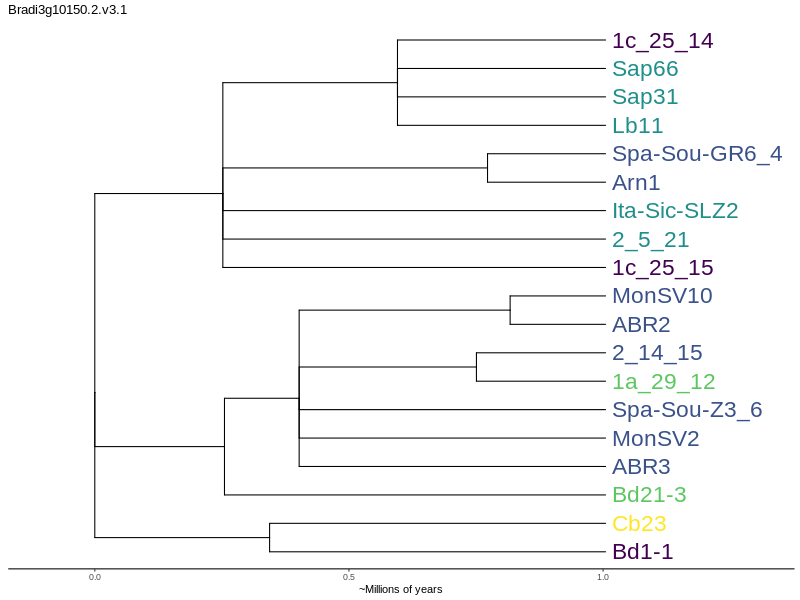 Bradi3g10150.2.v3.1
1c_25_14
Sap66
Sap31
Lb11
Spa-Sou-GR6_4
Arn1
Ita-Sic-SLZ2
2_5_21
1c_25_15
MonSV10
ABR2
2_14_15
1a_29_12
Spa-Sou-Z3_6
MonSV2
ABR3
Bd21-3
Cb23
Bd1-1
0.0 0.5 1.0
~Millions of years